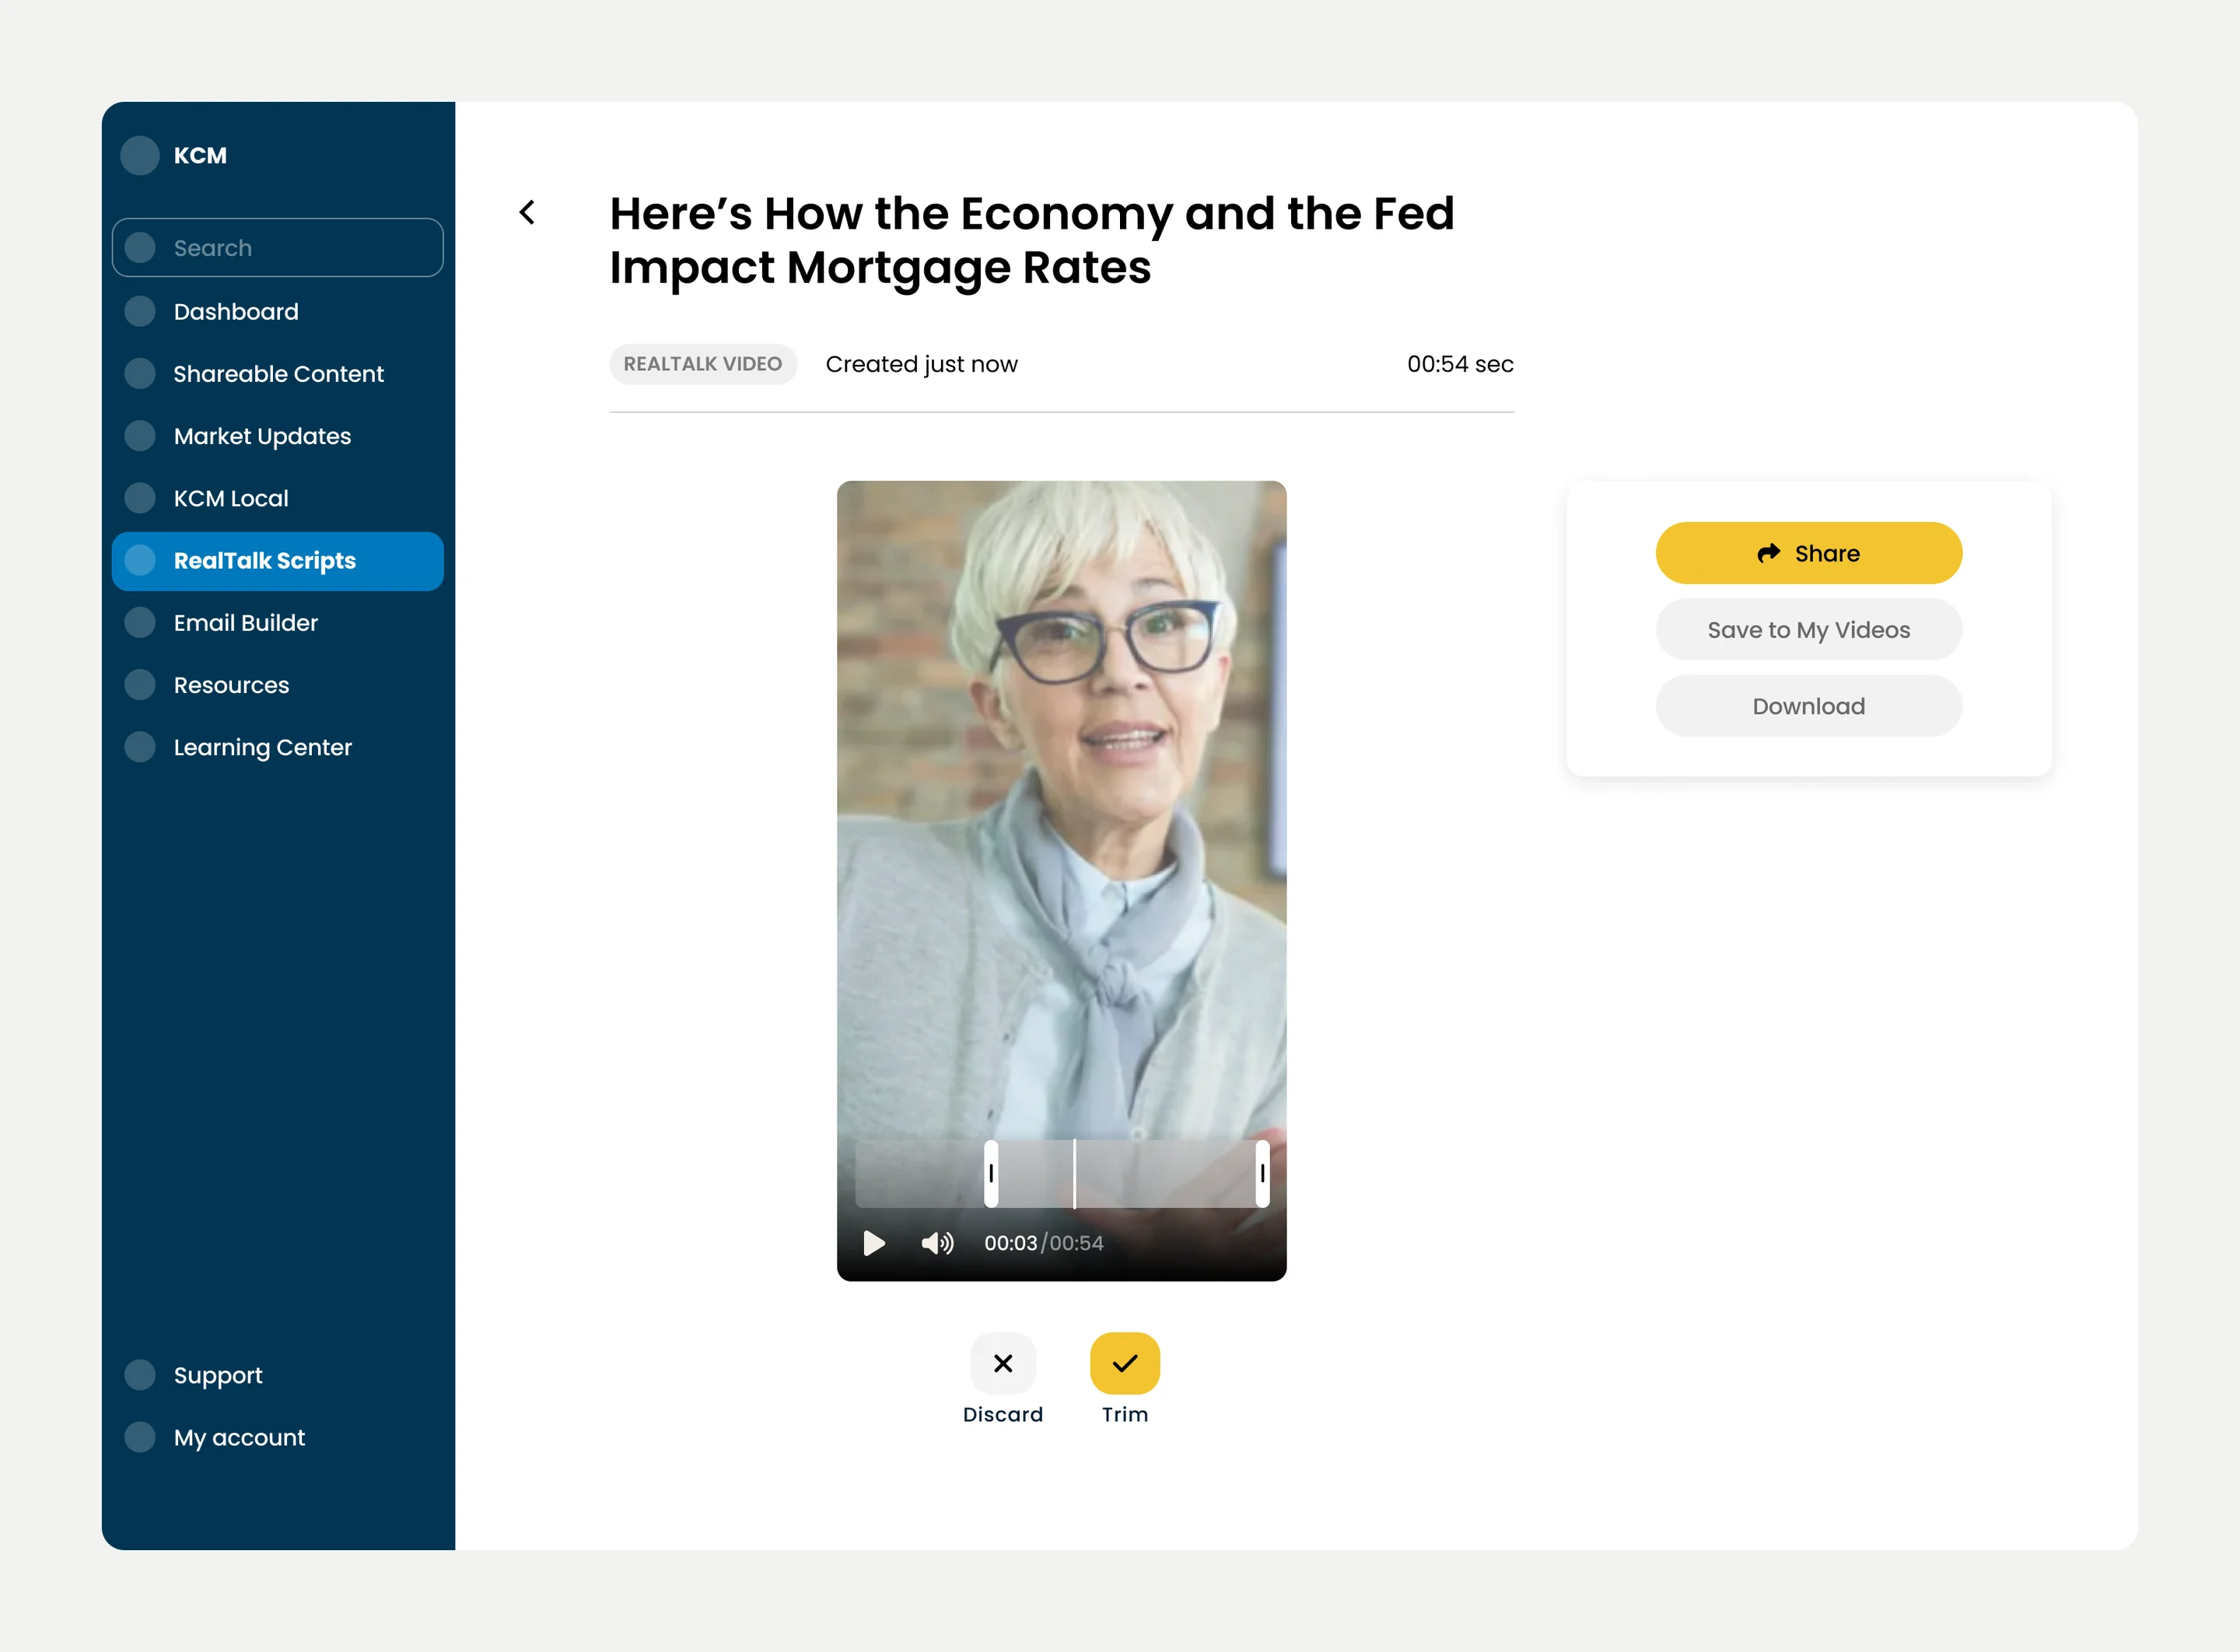 KCM
Search
Dashboard
Shareable Content
Market Updates
KCM Local
RealTalk Scripts
Email Builder
Resources
Learning Center
Support
My account
Here’s How the Economy and the Fed
Impact Mortgage Rates
REALTALK VIDEO
Created just now
00:54 sec
00:03/00:54
Discard
Trim
Share
Save to My Videos
Download